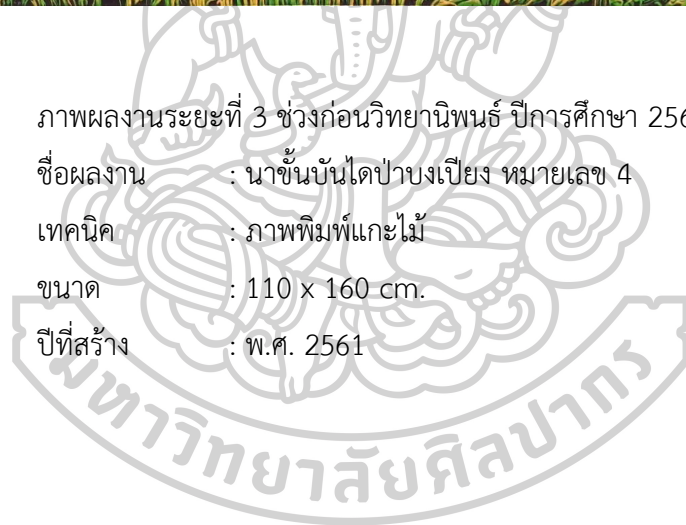 ภาพผลงานระยะที่ 3 ช่วงก่อนวิทยานิพนธ์ ปีการศึกษา
ชื่อผลงาน : นาขั้นบันไดป่าบงเปียง หมายเลข 4
เทคนิค : ภาพพิมพ์แกะไม้
ขนาด : 110 x 160 cm.
ปีที่สร้าง : พ.ศ. 2561
มหาวิทยาลัยศิลปากร